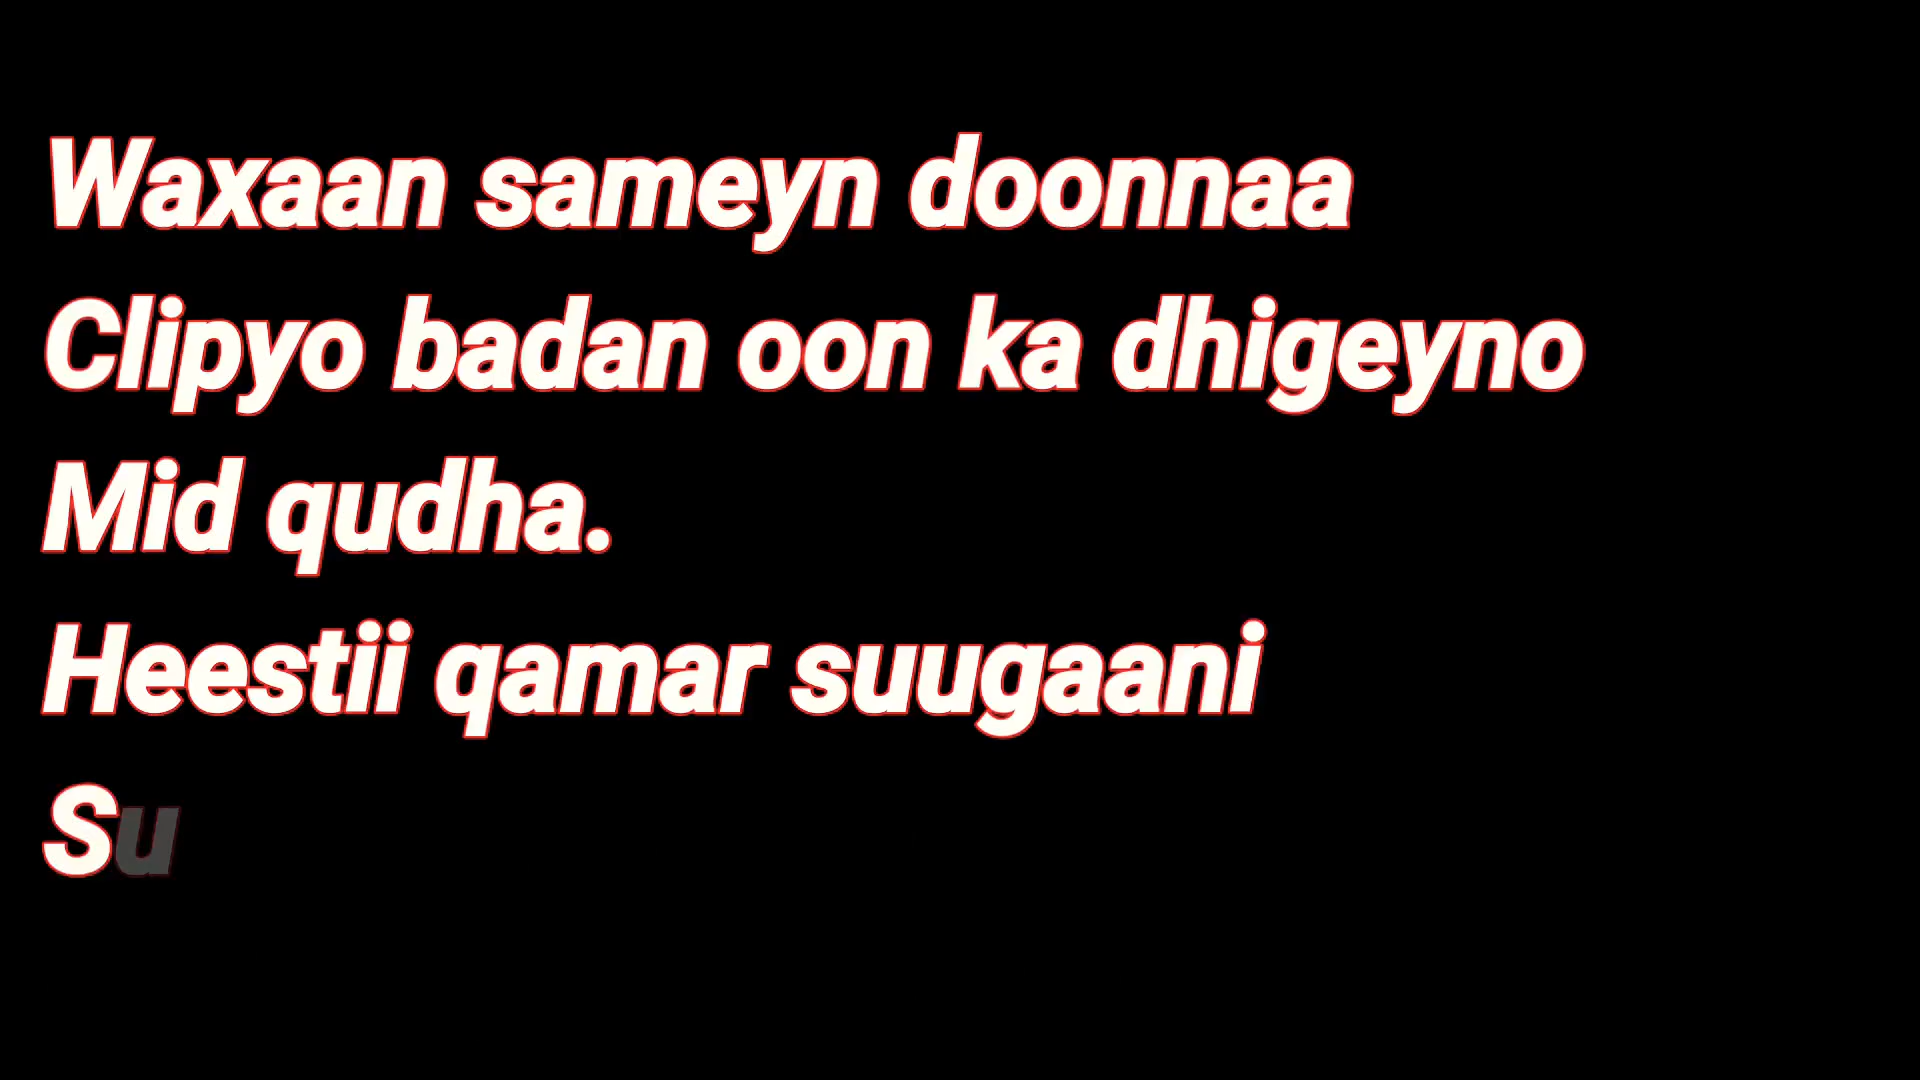 Waxaan sameyn doonnaa
Clipyo badan oon ka dhigeyno
Mid qudha.
Heestii qamar suugaani
Su